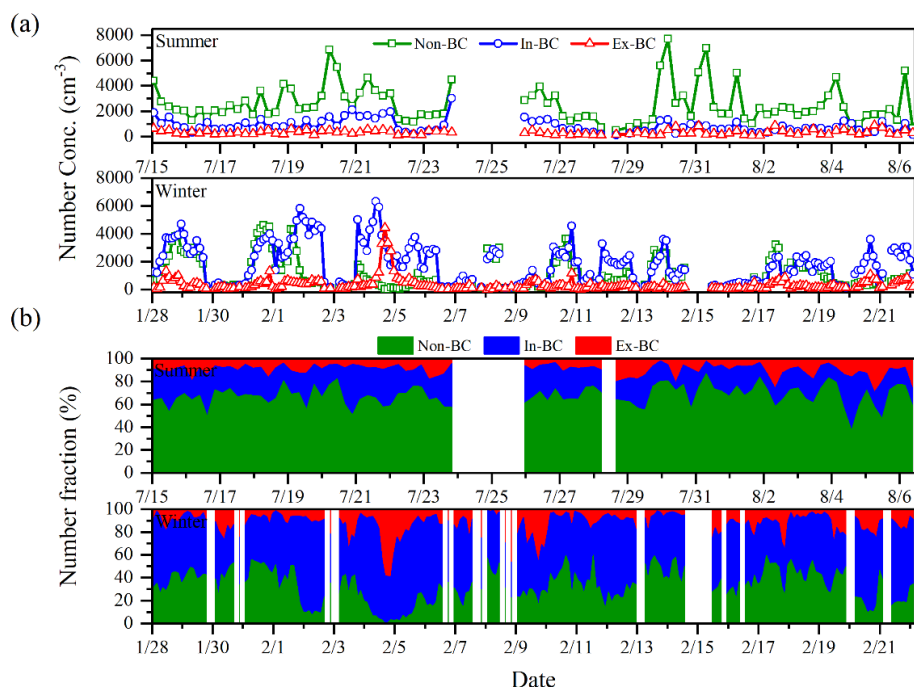 (a)
Summer
Non-BC In-BC Ex-BC
8000
6000
4000
2000
0
7/15 7/17 7/19 7/21 7/23 7/25 7/27 7/29 7/31 8/2 8/4 8/6
Winter
8000
6000
4000
2000
0
1/28 1/30 2/1 2/3 2/5 2/7 2/9 2/11 2/13 2/15 2/17 2/19 2/21
Number Conc. (cm⁻³)
(b)
Non-BC In-BC Ex-BC
Summer
100
80
60
40
20
0
7/15 7/17 7/19 7/21 7/23 7/25 7/27 7/29 7/31 8/2 8/4 8/6
Winter
100
80
60
40
20
0
1/28 1/30 2/1 2/3 2/5 2/7 2/9 2/11 2/13 2/15 2/17 2/19 2/21
Number fraction (%)
Date